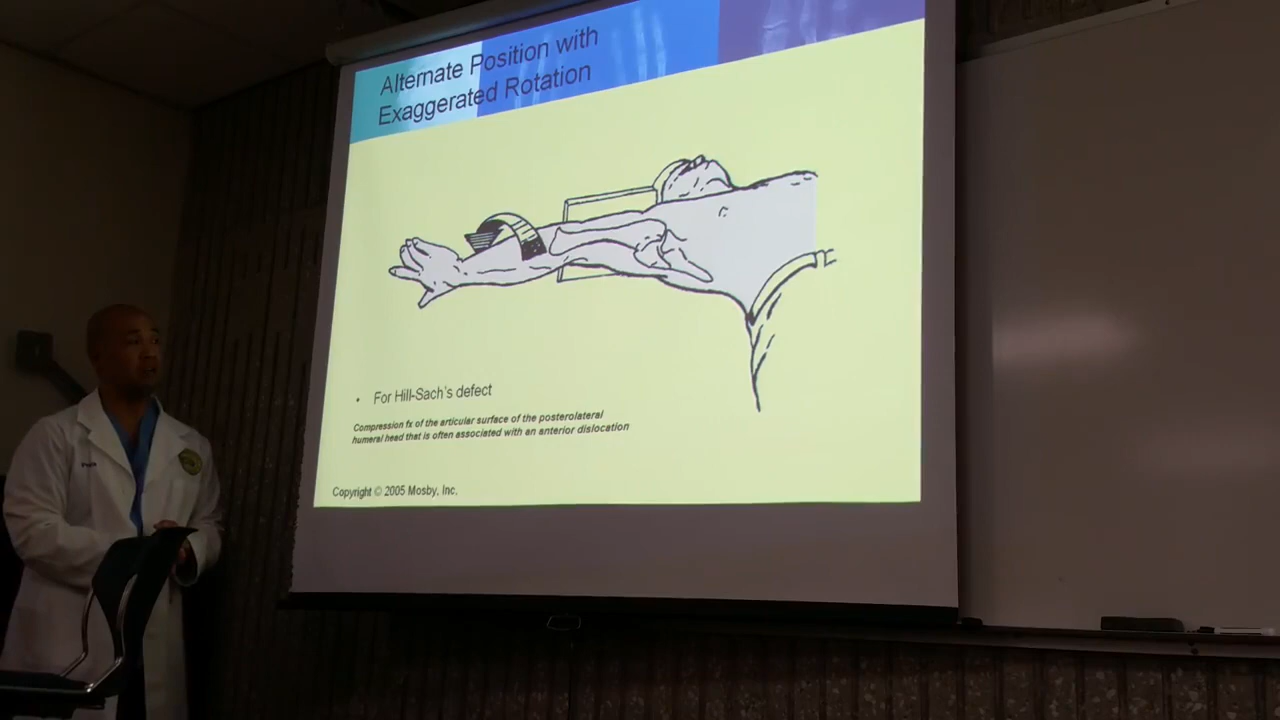 Alternate Position with
Exaggerated Rotation
• For Hill-Sach's defect
Compression fx of the articular surface of the posterolateral
humeral head that is often associated with an anterior dislocation
Copyright © 2005 Mosby, Inc.